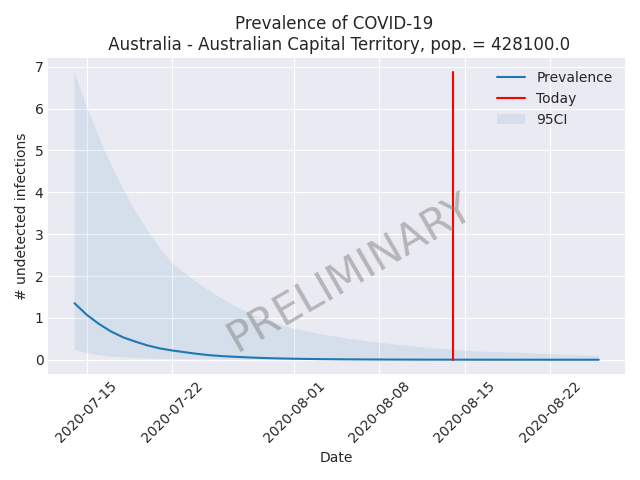 Prevalence of COVID-19
Australia - Australian Capital Territory, pop. = 428100.0
7
6
5
4
3
2
1
0
# undetected infections
Prevalence
Today
95CI
PRELIMINARY
2020-07-15
2020-07-22
2020-08-01
2020-08-08
2020-08-15
2020-08-22
Date